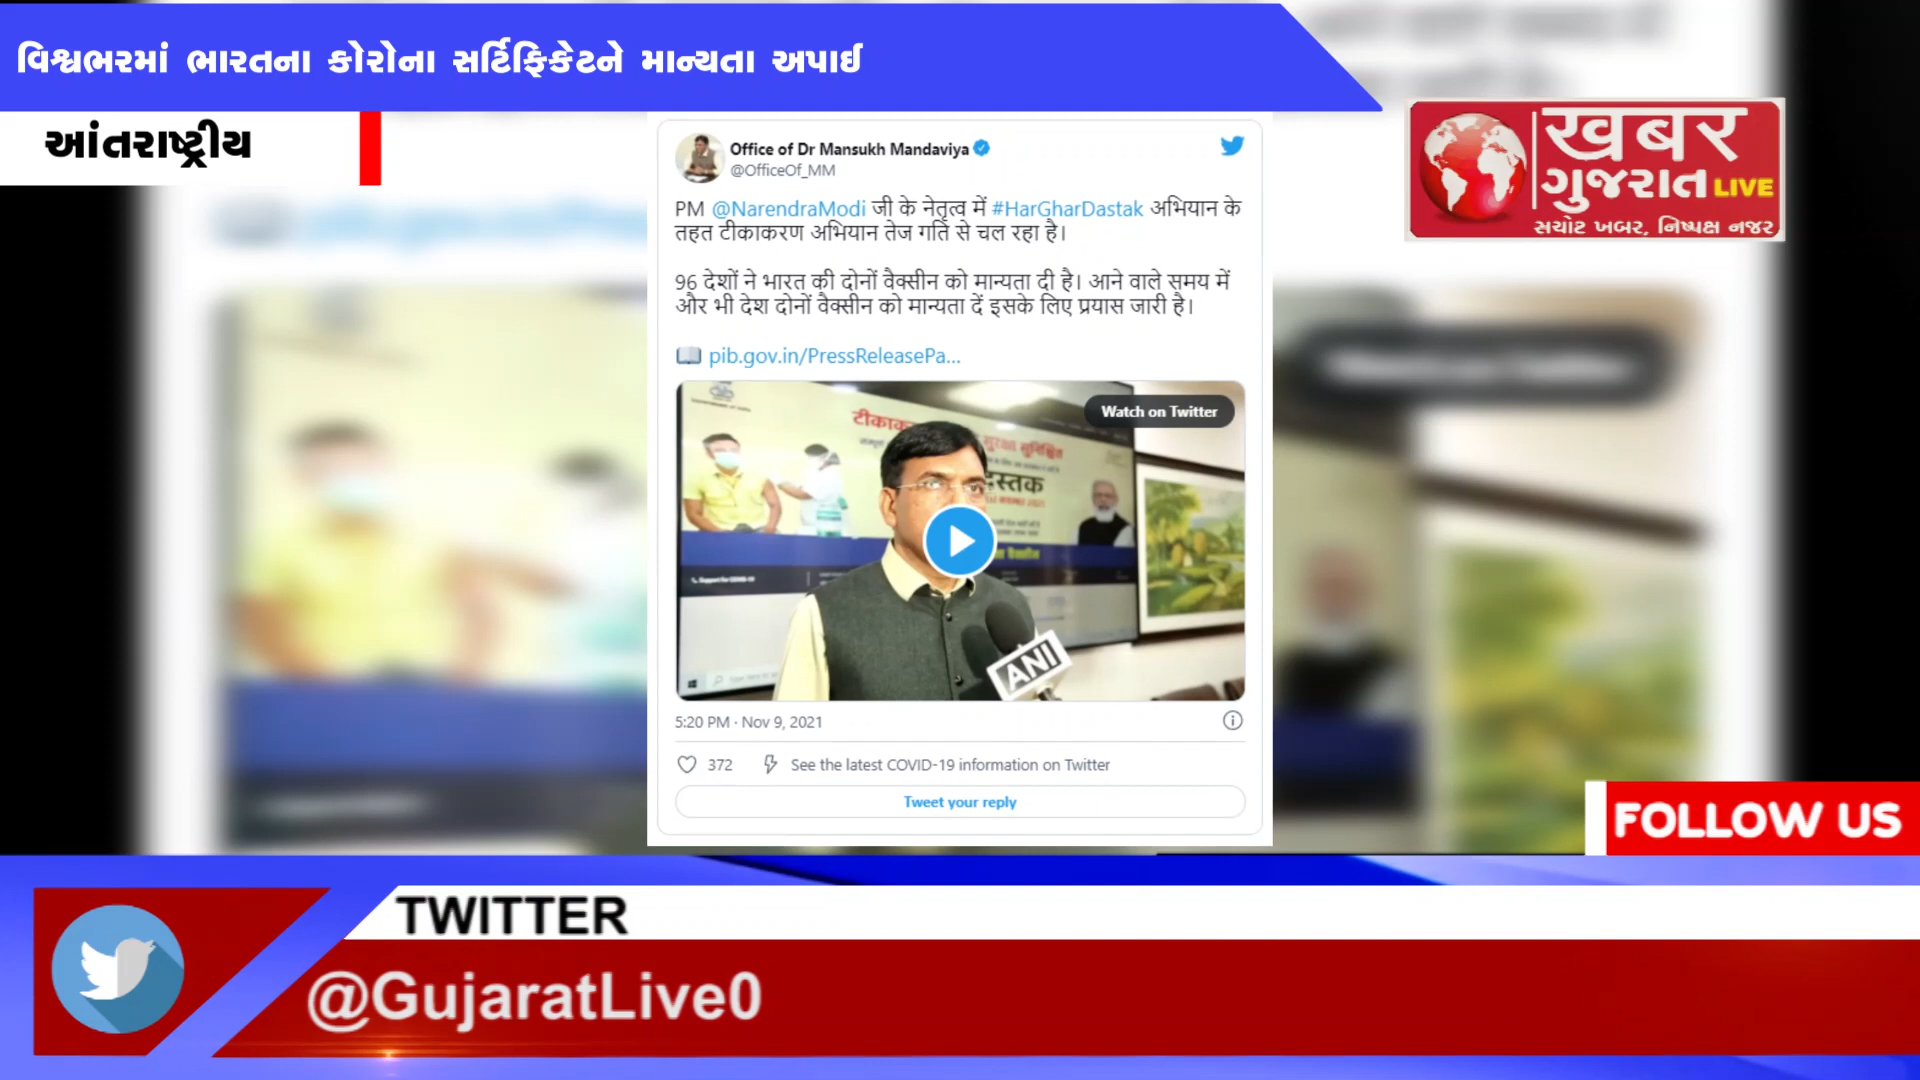 વિશ્વભરમાં ભારતના કોરોના સર્ટિફિકેટને માન્યતા અપાઈ
આંતરાષ્ટ્રીય
खबर
ગુજરાત LIVE
સચોટ ખબર, નિષ્પક્ષ નજર
Office of Dr Mansukh Mandaviya
@OfficeOf_MM
PM @NarendraModi जी के नेतृत्व में #HarGharDastak अभियान के
तहत टीकाकरण अभियान तेज गति से चल रहा है।
96 देशों ने भारत की दोनों वैक्सीन को मान्यता दी है। आने वाले समय में
और भी देश दोनों वैक्सीन को मान्यता दें इसके लिए प्रयास जारी है।
pib.gov.in/PressReleasePa...
Watch on Twitter
सुरक्षा सुनिश्चित
दस्तक
ANI
5:20 PM · Nov 9, 2021
372
See the latest COVID-19 information on Twitter
Tweet your reply
FOLLOW US
TWITTER
@GujaratLive0